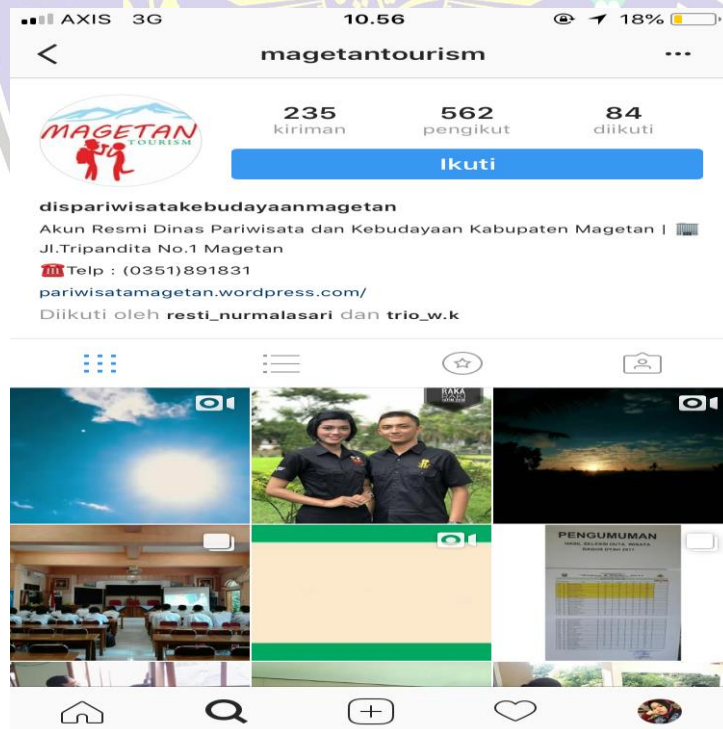 AXIS 3G 10.56 18%
magetantourism
MAGETAN
TOURISM
235 562 84
kiriman pengikut diikuti
Ikuti
dispariwisatakebudayaanmagetan
Akun Resmi Dinas Pariwisata dan Kebudayaan Kabupaten Magetan |
Jl.Tripandita No.1 Magetan
Telp : (0351)891831
pariwisatamagetan.wordpress.com/
Diikuti oleh resti_nurmalasari dan trio_w.k
RAKA
RAKI
PENGUMUMAN